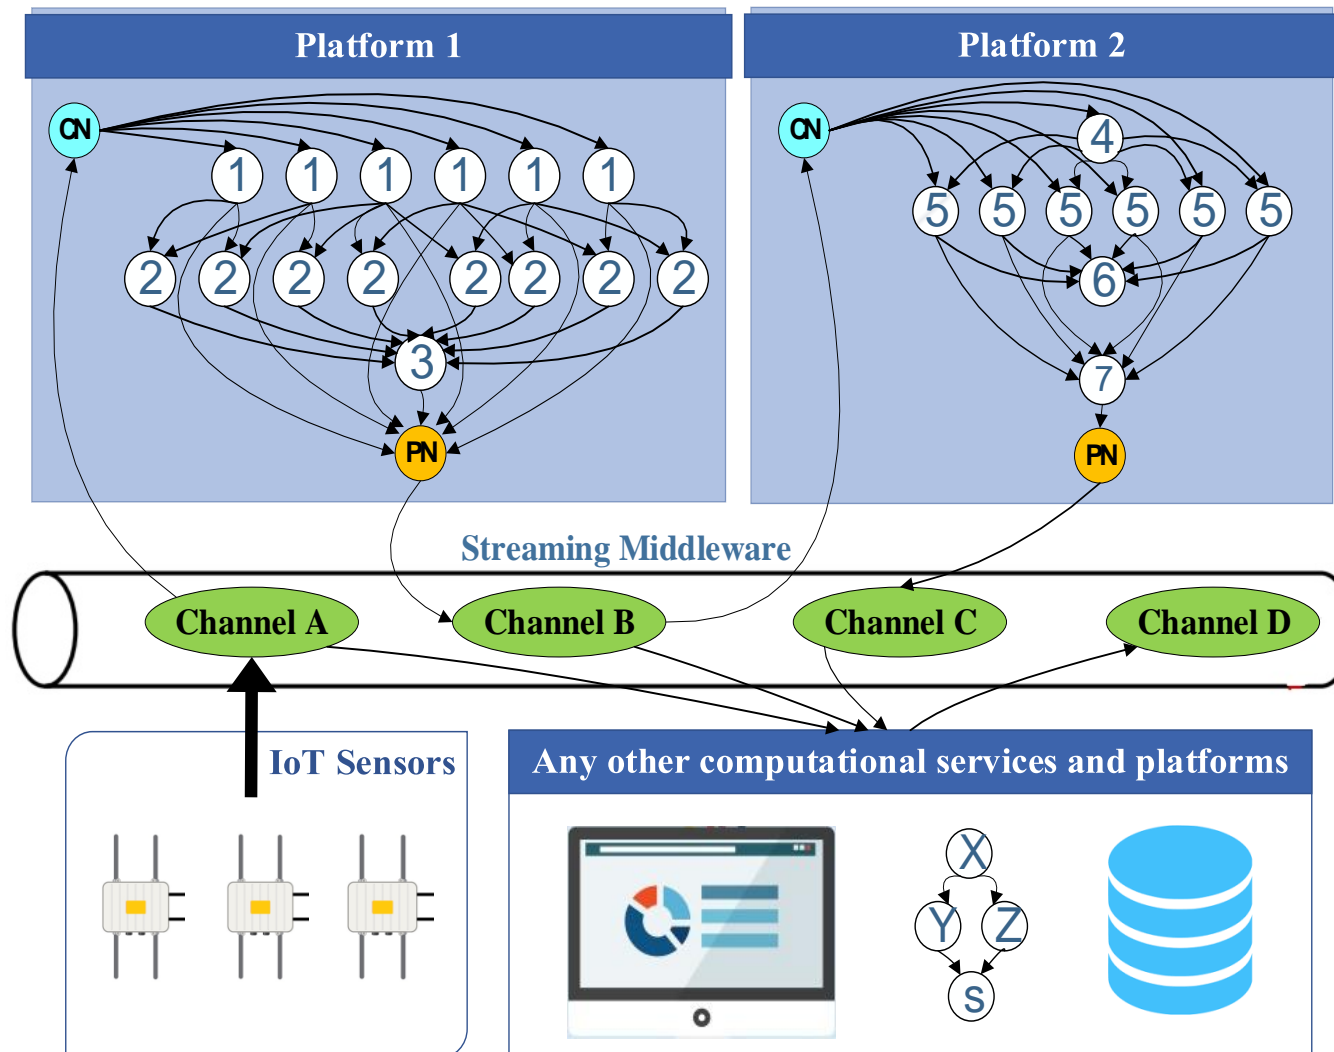 Platform 1
Platform 2
CN
1 1 1 1 1 1
2 2 2 2 2 2 2 2
3
PN
CN
4
5 5 5 5 5 5
6
7
PN
Streaming Middleware
Channel A
Channel B
Channel C
Channel D
IoT Sensors
Any other computational services and platforms
X
Y Z
s